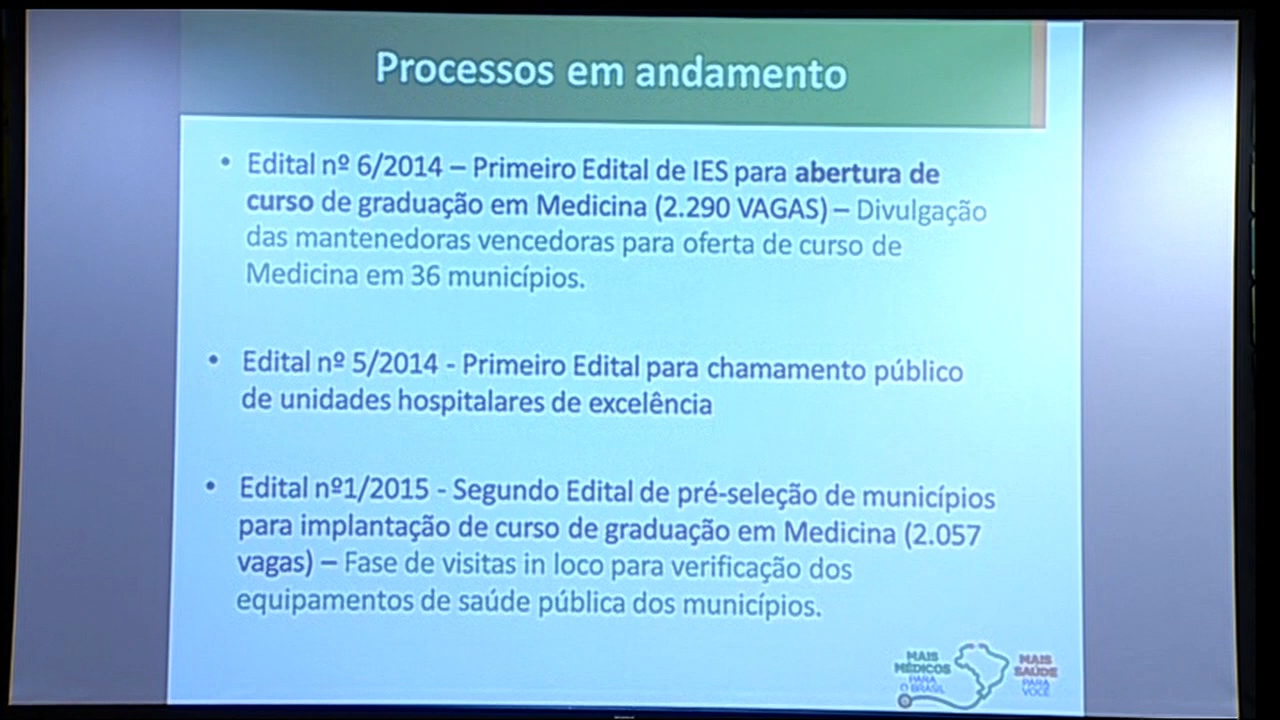 Processos em andamento
• Edital nº 6/2014 – Primeiro Edital de IES para abertura de
curso de graduação em Medicina (2.290 VAGAS) – Divulgação
das mantenedoras vencedoras para oferta de curso de
Medicina em 36 municípios.
• Edital nº 5/2014 - Primeiro Edital para chamamento público
de unidades hospitalares de excelência
• Edital nº1/2015 - Segundo Edital de pré-seleção de municípios
para implantação de curso de graduação em Medicina (2.057
vagas) – Fase de visitas in loco para verificação dos
equipamentos de saúde pública dos municípios.
MAIS
MÉDICOS
PARA
O BRASIL
MAIS
SAÚDE
PARA
VOCÊ